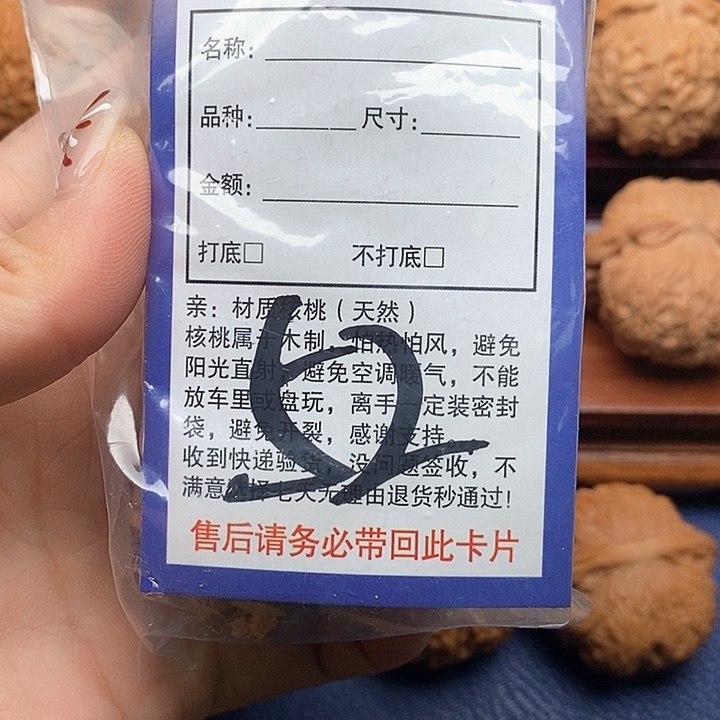 名称：
品种： 尺寸：
金额：
打底□ 不打底□
亲：材质核桃（天然）
核桃属于木制，怕热怕风，避免
阳光直射，避免空调暖气，不能
放车里或盘玩，离手 定装密封
袋，避免开裂，感谢支持。
收到快递验货，没问题签收，不
满意选择七天无理由退货秒通过！
售后请务必带回此卡片